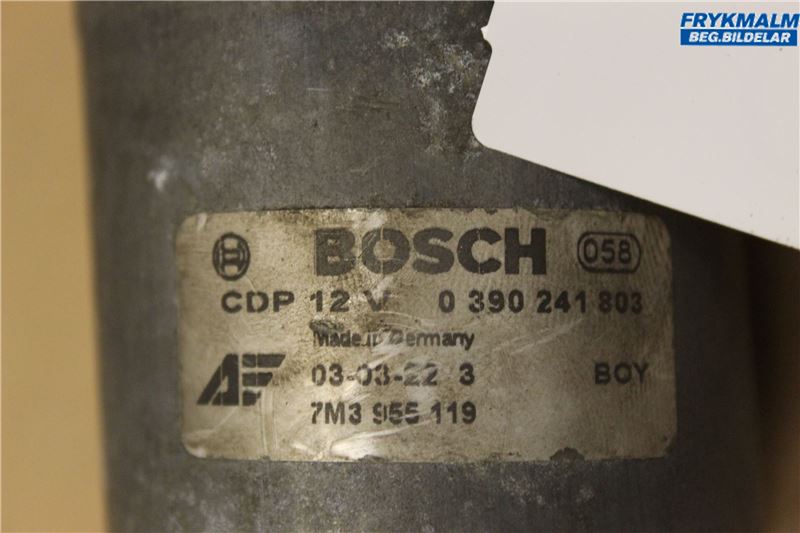 FRYKMALM
BEG.BILDELAR
BOSCH 058
CDP 12 V 0 390 241 803
Made in Germany
AF 03-03-22 3 BOY
7M3 955 119